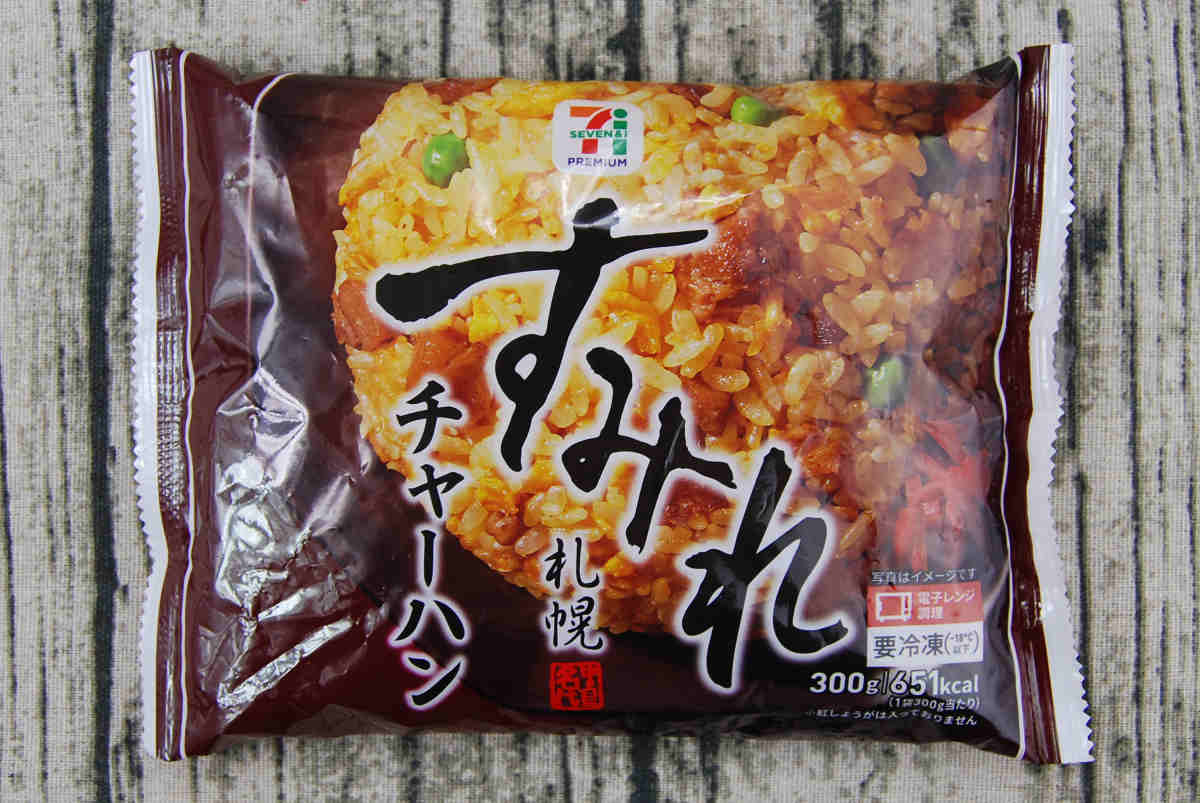 SEVEN & i
PREMIUM
すみれ
チャーハン
札幌
写真はイメージです
電子レンジ
調理
要冷凍(-18℃以下)
300g/651kcal
(1袋300g当たり)
※紅しょうがは入っておりません